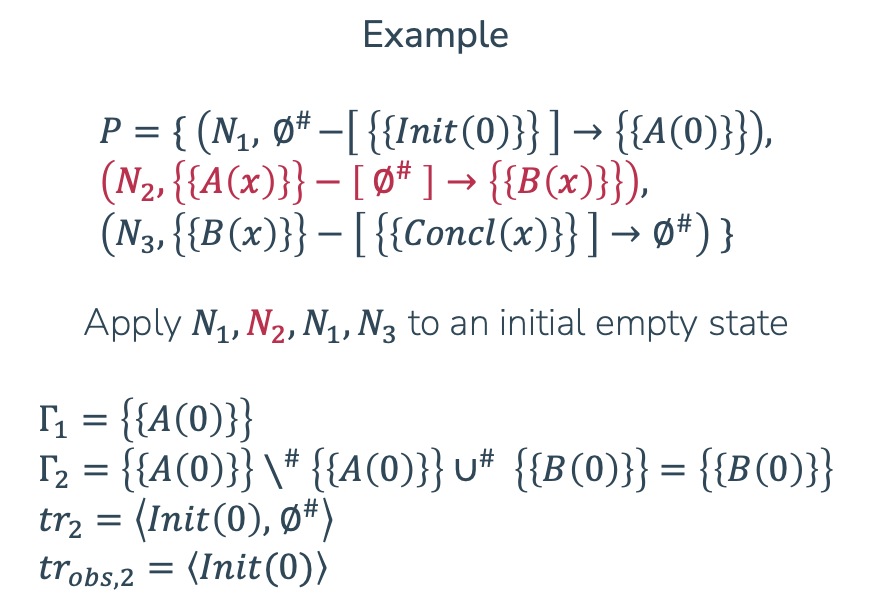 Example
P = { (N₁, ∅# −[ {{Init(0)}} ] → {{A(0)}}),
(N₂, {{A(x)}} − [ ∅# ] → {{B(x)}}),
(N₃, {{B(x)}} − [ {{Concl(x)}} ] → ∅#) }
Apply N₁, N₂, N₁, N₃ to an initial empty state
Γ₁ = {{A(0)}}
Γ₂ = {{A(0)}} \# {{A(0)}} ∪# {{B(0)}} = {{B(0)}}
tr₂ = ⟨Init(0), ∅#⟩
tr_obs,2 = ⟨Init(0)⟩